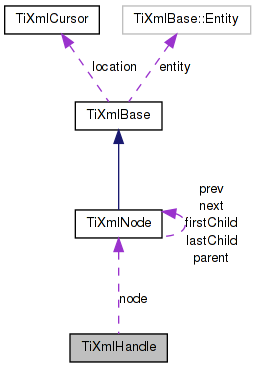 TiXmlCursor
TiXmlBase::Entity
location
entity
TiXmlBase
TiXmlNode
prev
next
firstChild
lastChild
parent
node
TiXmlHandle